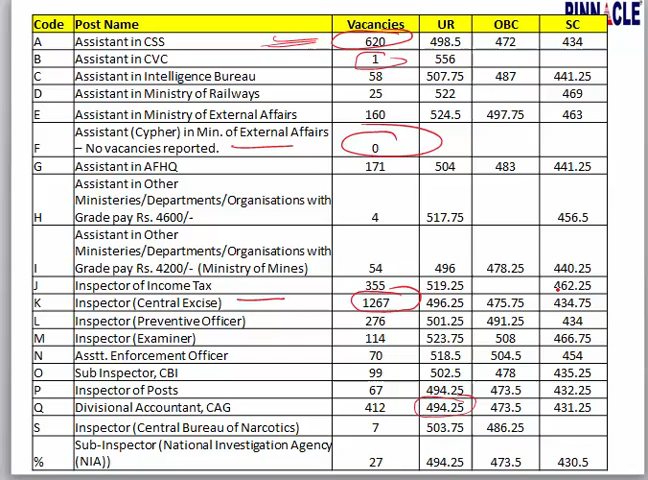 PINNACLE
Code Post Name Vacancies UR OBC SC
A Assistant in CSS 620 498.5 472 434
B Assistant in CVC 1 556
C Assistant in Intelligence Bureau 58 507.75 487 441.25
D Assistant in Ministry of Railways 25 522 469
E Assistant in Ministry of External Affairs 160 524.5 497.75 463
Assistant (Cypher) in Min. of External Affairs
F – No vacancies reported. 0
G Assistant in AFHQ 171 504 483 441.25
Assistant in Other
Ministries/Departments/Organisations with
H Grade pay Rs. 4600/- 4 517.75 456.5
Assistant in Other
Ministeries/Departments/Organisations with
I Grade pay Rs. 4200/- (Ministry of Mines) 54 496 478.25 440.25
J Inspector of Income Tax 355 519.25 462.25
K Inspector (Central Excise) 1267 496.25 475.75 434.75
L Inspector (Preventive Officer) 276 501.25 491.25 434
M Inspector (Examiner) 114 523.75 508 466.75
N Asstt. Enforcement Officer 70 518.5 504.5 454
O Sub Inspector, CBI 99 502.5 478 435.25
P Inspector of Posts 67 494.25 473.5 432.25
Q Divisional Accountant, CAG 412 494.25 473.5 431.25
S Inspector (Central Bureau of Narcotics) 7 503.75 486.25
Sub-Inspector (National Investigation Agency
% (NIA)) 27 494.25 473.5 430.5